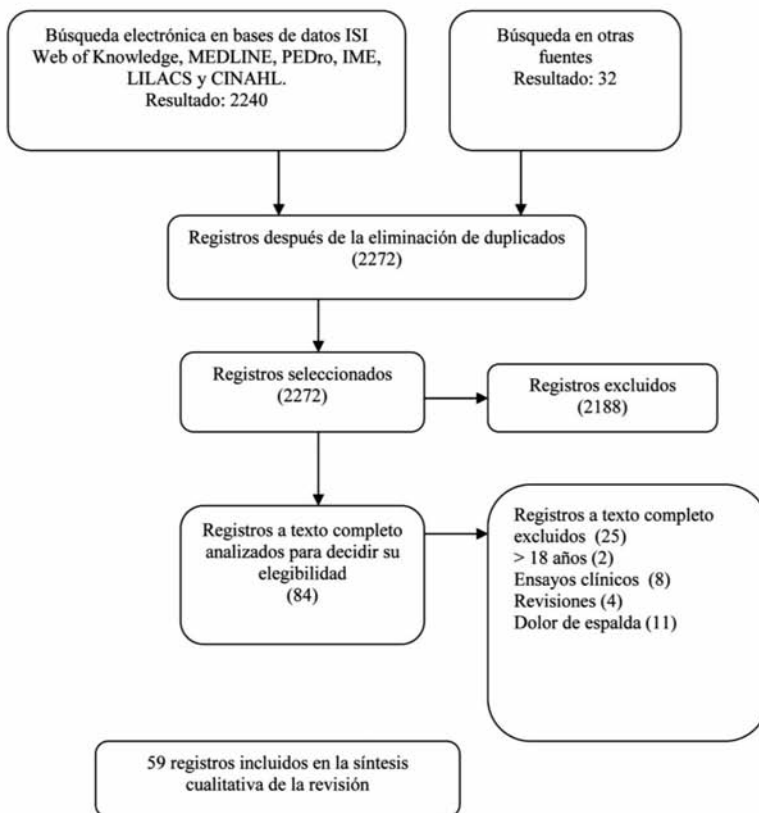 Búsqueda electrónica en bases de datos ISI
Web of Knowledge, MEDLINE, PEDro, IME,
LILACS y CINAHL.
Resultado: 2240
Búsqueda en otras
fuentes
Resultado: 32
Registros después de la eliminación de duplicados
(2272)
Registros seleccionados
(2272)
Registros excluidos
(2188)
Registros a texto completo
analizados para decidir su
elegibilidad
(84)
Registros a texto completo
excluidos (25)
> 18 años (2)
Ensayos clínicos (8)
Revisiones (4)
Dolor de espalda (11)
59 registros incluidos en la síntesis
cualitativa de la revisión